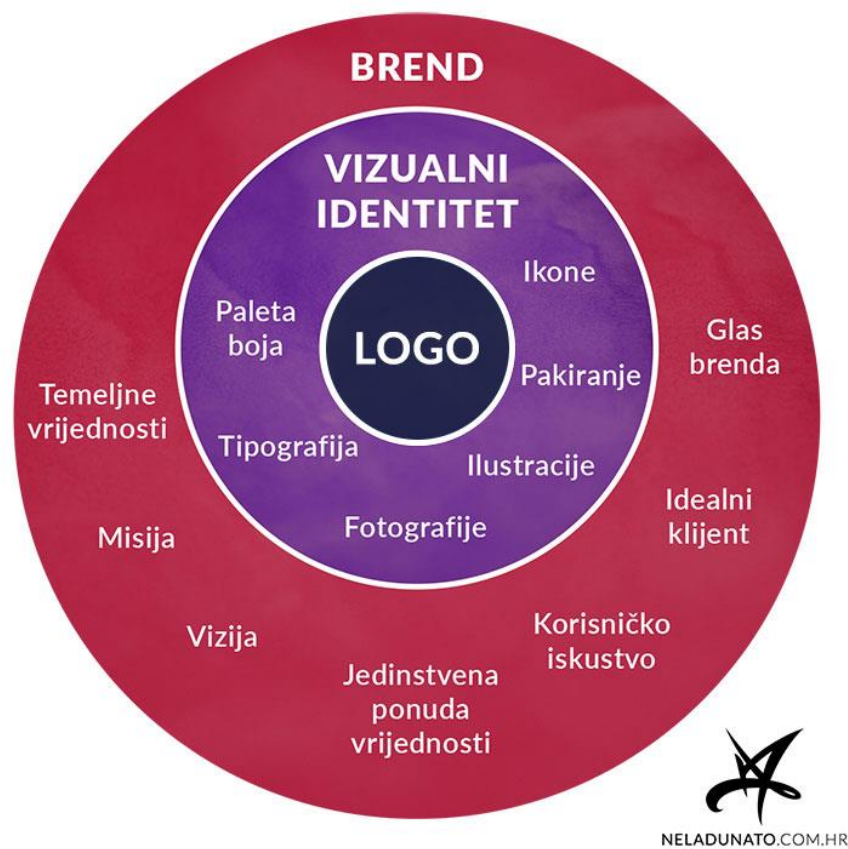 BREND
VIZUALNI
IDENTITET
Ikone
Paleta
boja
LOGO
Pakiranje
Tipografija
Ilustracije
Fotografije
Glas
brenda
Temeljne
vrijednosti
Idealni
klijent
Misija
Vizija
Korisničko
iskustvo
Jedinstvena
ponuda
vrijednosti
NELADUNATO.COM.HR